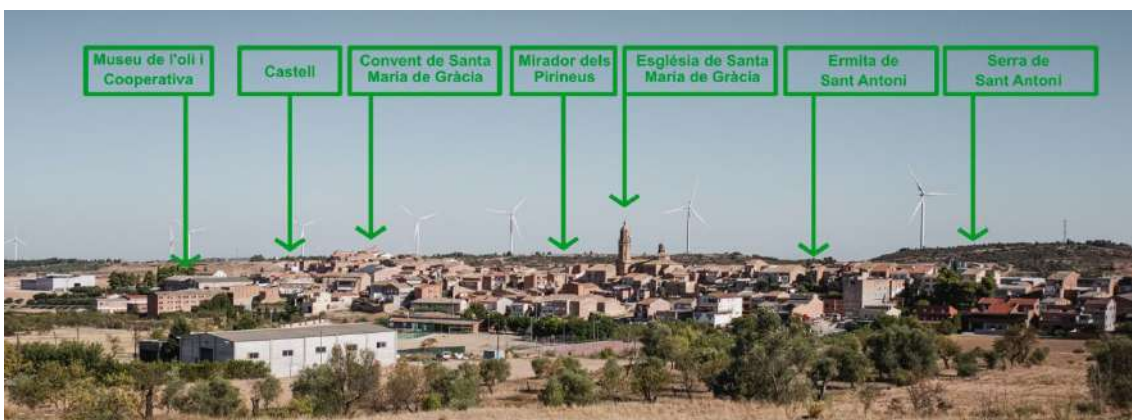 Museu de l'oli i
Cooperativa
Castell
Convent de Santa
Maria de Gràcia
Mirador dels
Pirineus
Església de Santa
Maria de Gràcia
Ermita de
Sant Antoni
Serra de
Sant Antoni